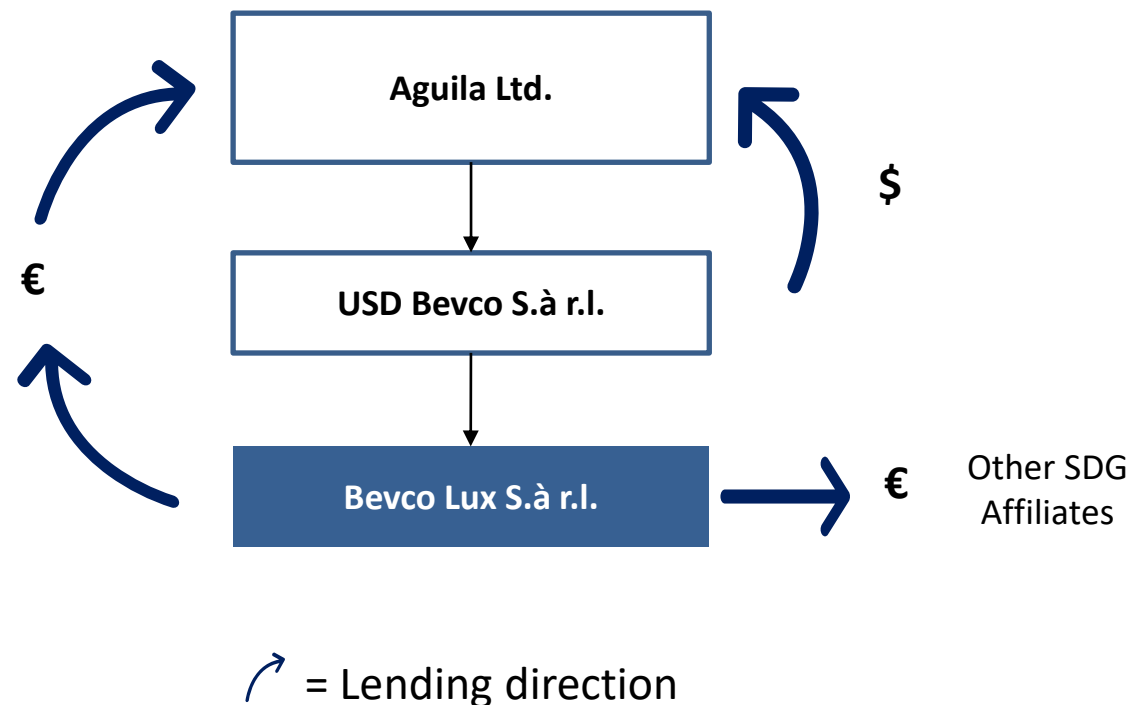 Aguila Ltd.
$
€
USD Bevco S.à r.l.
Bevco Lux S.à r.l.
€
Other SDG
Affiliates
= Lending direction